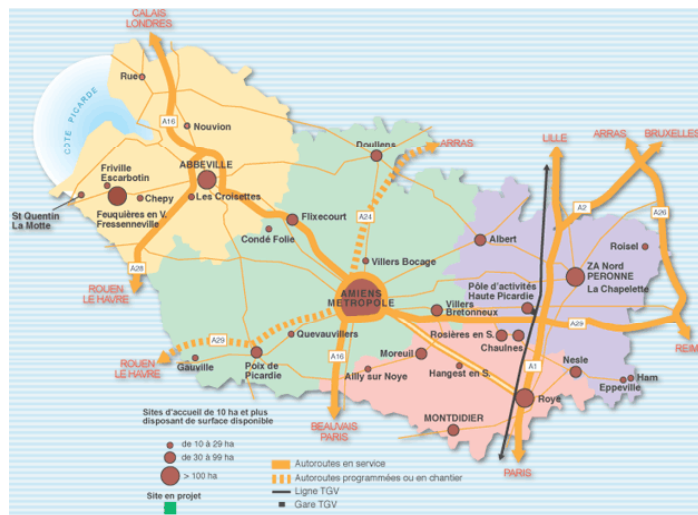 CALAIS
LONDRES
Rue
CÔTE PICARDE
A16
Nouvion
ABBEVILLE
Friville
Escarbotin
Chepy
Les Croisettes
St Quentin
La Motte
Feuquières en V.
Fressenneville
A28
ROUEN
LE HAVRE
Doullens
ARRAS
A24
Flixecourt
Condé Folie
Villers Bocage
AMIENS
METROPOLE
LILLE
ARRAS
BRUXELLES
A2
A26
Albert
Roisel
ZA Nord
PERONNE
La Chapelette
Pôle d'activités
Haute Picardie
Villers
Bretonneux
A29
Rosières en S.
Chaulnes
REIM
A29
Quevauvillers
ROUEN
LE HAVRE
Gauville
Poix de
Picardie
A16
Moreuil
Ailly sur Noye
Hangest en S.
A1
Nesle
Ham
Eppeville
Roye
MONTDIDIER
BEAUVAIS
PARIS
PARIS
Sites d'accueil de 10 ha et plus
disposant de surface disponible
de 10 à 29 ha
de 30 à 99 ha
> 100 ha
Site en projet
Autoroutes en service
Autoroutes programmées ou en chantier
Ligne TGV
Gare TGV